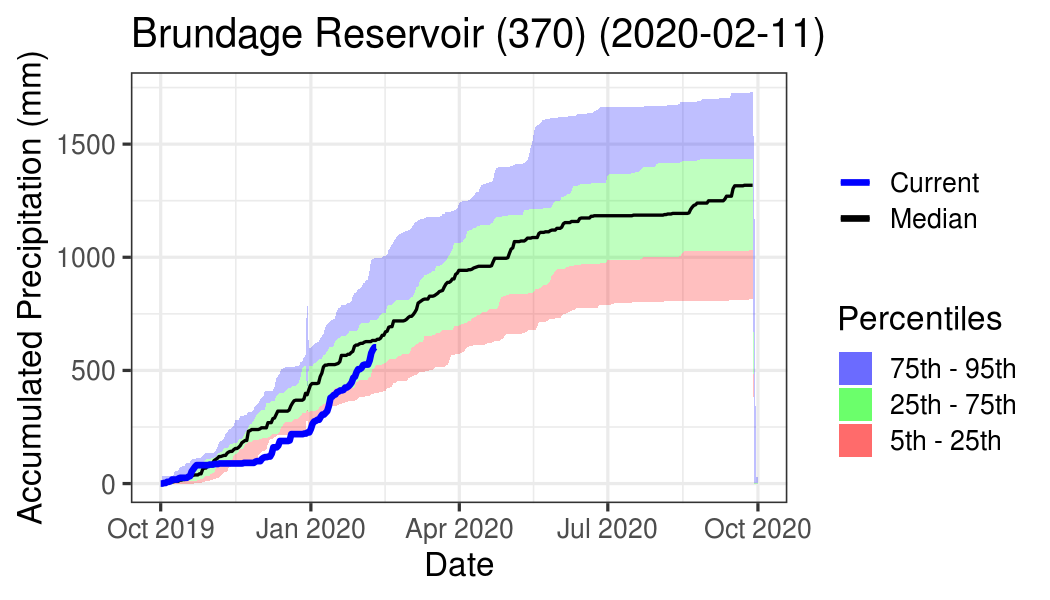 Brundage Reservoir (370) (2020-02-11)
Accumulated Precipitation (mm)
1500
1000
500
0
Oct 2019
Jan 2020
Apr 2020
Jul 2020
Oct 2020
Date
Current
Median
Percentiles
75th - 95th
25th - 75th
5th - 25th